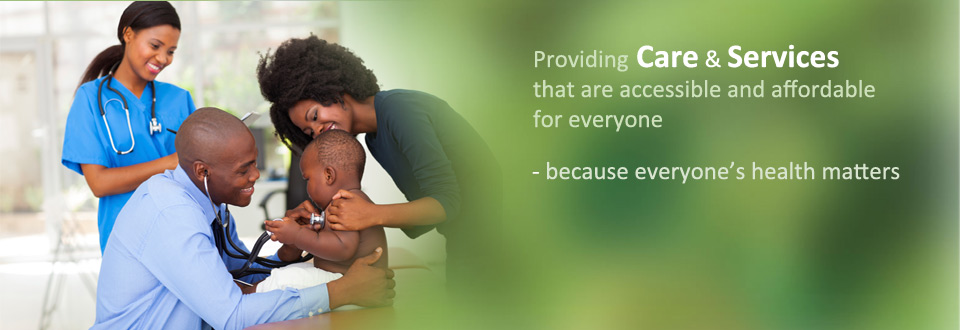 Providing Care & Services
that are accessible and affordable
for everyone
- because everyone's health matters